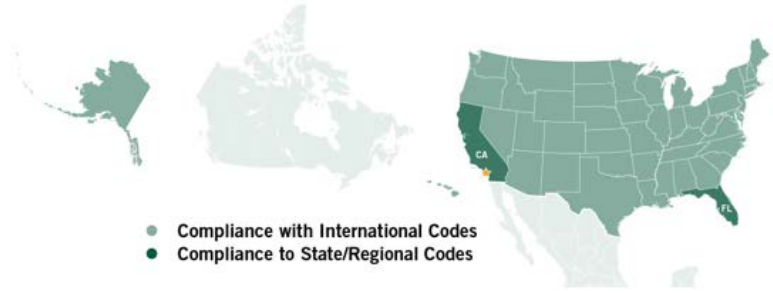 CA
FL
Compliance with International Codes
Compliance to State/Regional Codes